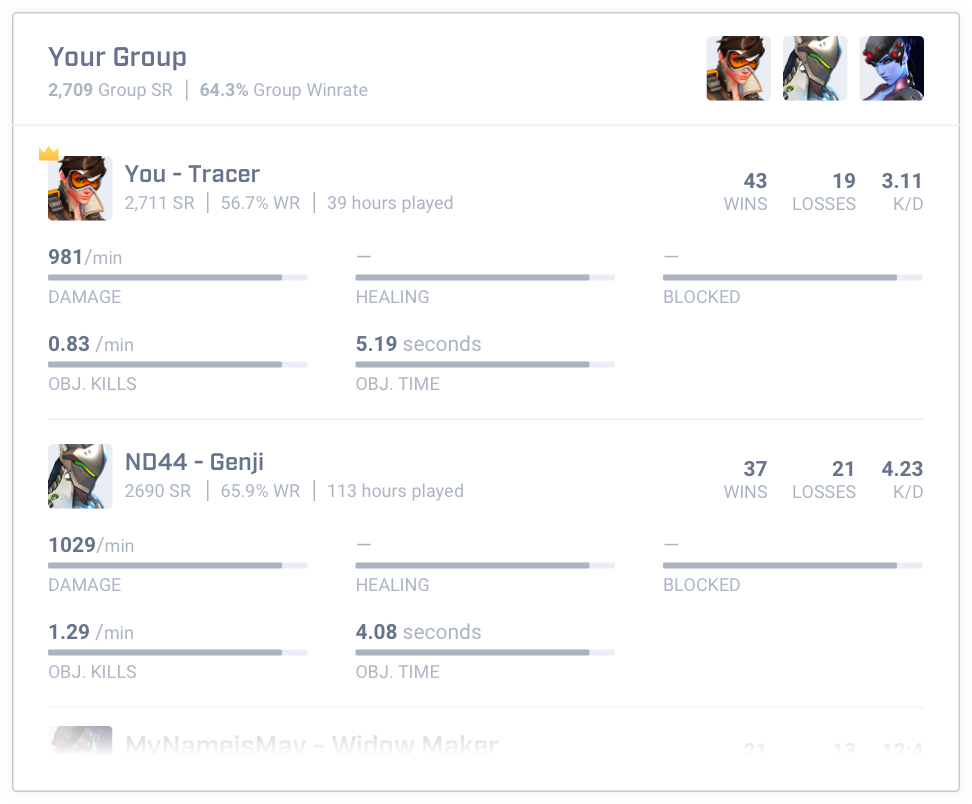 Your Group
2,709 Group SR | 64.3% Group Winrate
You - Tracer
2,711 SR | 56.7% WR | 39 hours played
43 19 3.11
WINS LOSSES K/D
981/min — —
DAMAGE HEALING BLOCKED
0.83 /min 5.19 seconds
OBJ. KILLS OBJ. TIME
ND44 - Genji
2690 SR | 65.9% WR | 113 hours played
37 21 4.23
WINS LOSSES K/D
1029/min — —
DAMAGE HEALING BLOCKED
1.29 /min 4.08 seconds
OBJ. KILLS OBJ. TIME
MyNameisMay - Widow Maker 21 13